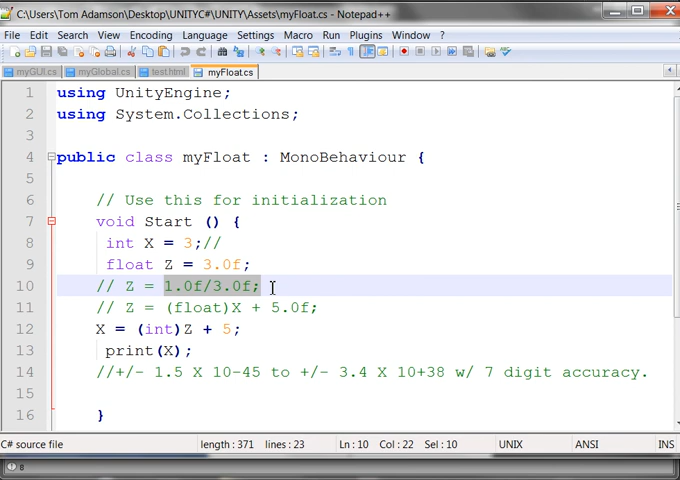 C:\Users\Tom Adamson\Desktop\UNITYC#\UNITY\Assets\myFloat.cs - Notepad++
File Edit Search View Encoding Language Settings Macro Run Plugins Window ?
myGUI.cs myGlobal.cs test.html myFloat.cs
1 using UnityEngine;
2 using System.Collections;
3
4 public class myFloat : MonoBehaviour {
5
6 // Use this for initialization
7 void Start () {
8 int X = 3;//
9 float Z = 3.0f;
10 // Z = 1.0f/3.0f;
11 // Z = (float)X + 5.0f;
12 X = (int)Z + 5;
13 print(X);
14 //+/- 1.5 X 10-45 to +/- 3.4 X 10+38 w/ 7 digit accuracy.
15
16 }
C# source file length : 371 lines : 23 Ln : 10 Col : 22 Sel : 10 UNIX ANSI INS
8